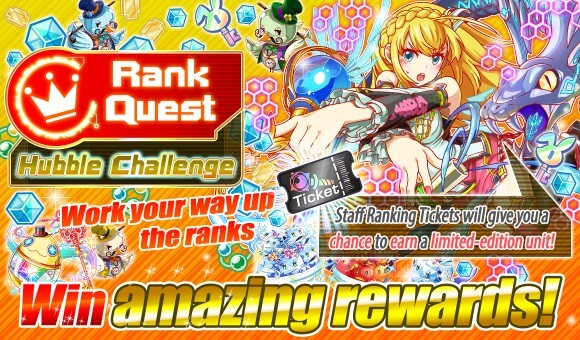 Rank
Quest
Hubble Challenge
Work your way up
the ranks
Ticket!
Staff Ranking Tickets will give you a
chance to earn a limited-edition unit!
Win amazing rewards!